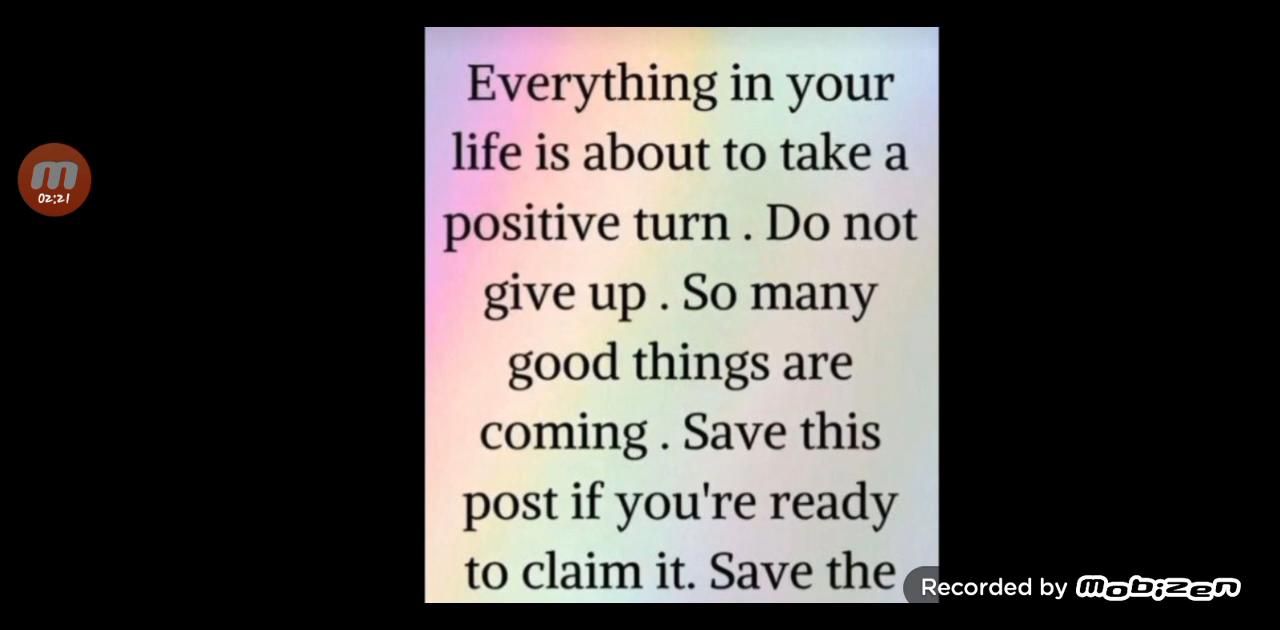 Everything in your
life is about to take a
positive turn . Do not
give up . So many
good things are
coming . Save this
post if you're ready
to claim it. Save the
m
02:21
Recorded by mobizen